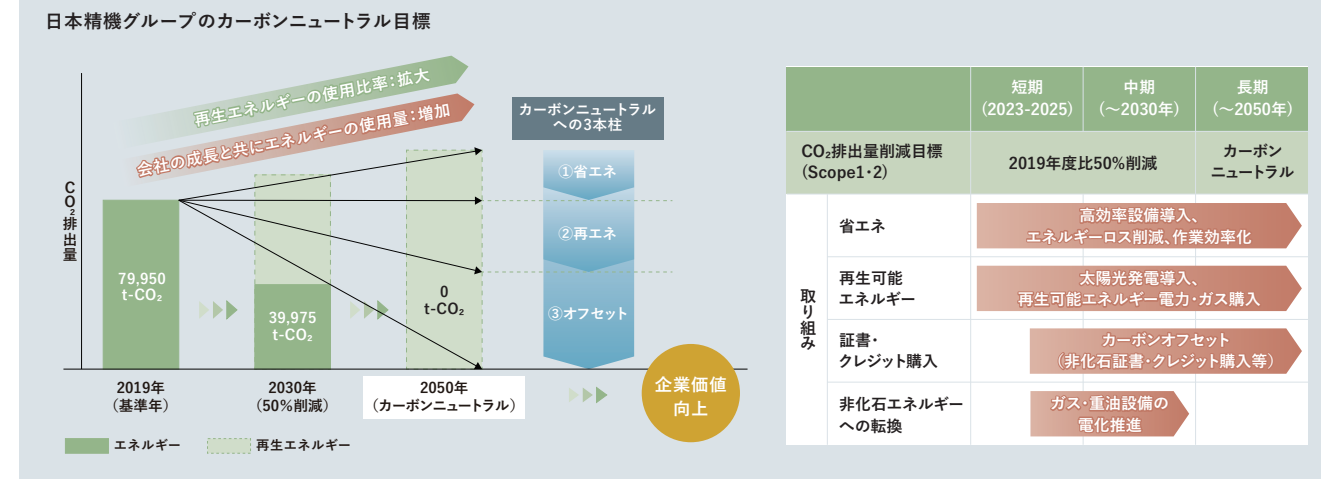 日本精機グループのカーボンニュートラル目標
再生エネルギーの使用比率：拡大
会社の成長と共にエネルギーの使用量：増加
CO₂排出量
79,950
t-CO₂
39,975
t-CO₂
0
t-CO₂
2019年
（基準年）
2030年
（50%削減）
2050年
（カーボンニュートラル）
エネルギー
再生エネルギー
カーボンニュートラル
への3本柱
①省エネ
②再エネ
③オフセット
企業価値
向上
短期
（2023-2025）
中期
（～2030年）
長期
（～2050年）
CO₂排出量削減目標
（Scope1・2）
2019年度比50%削減
カーボン
ニュートラル
取り組み
省エネ
高効率設備導入、
エネルギーロス削減、作業効率化
再生可能
エネルギー
太陽光発電導入、
再生可能エネルギー電力・ガス購入
証書・
クレジット購入
カーボンオフセット
（非化石証書・クレジット購入等）
非化石エネルギー
への転換
ガス・重油設備の
電化推進